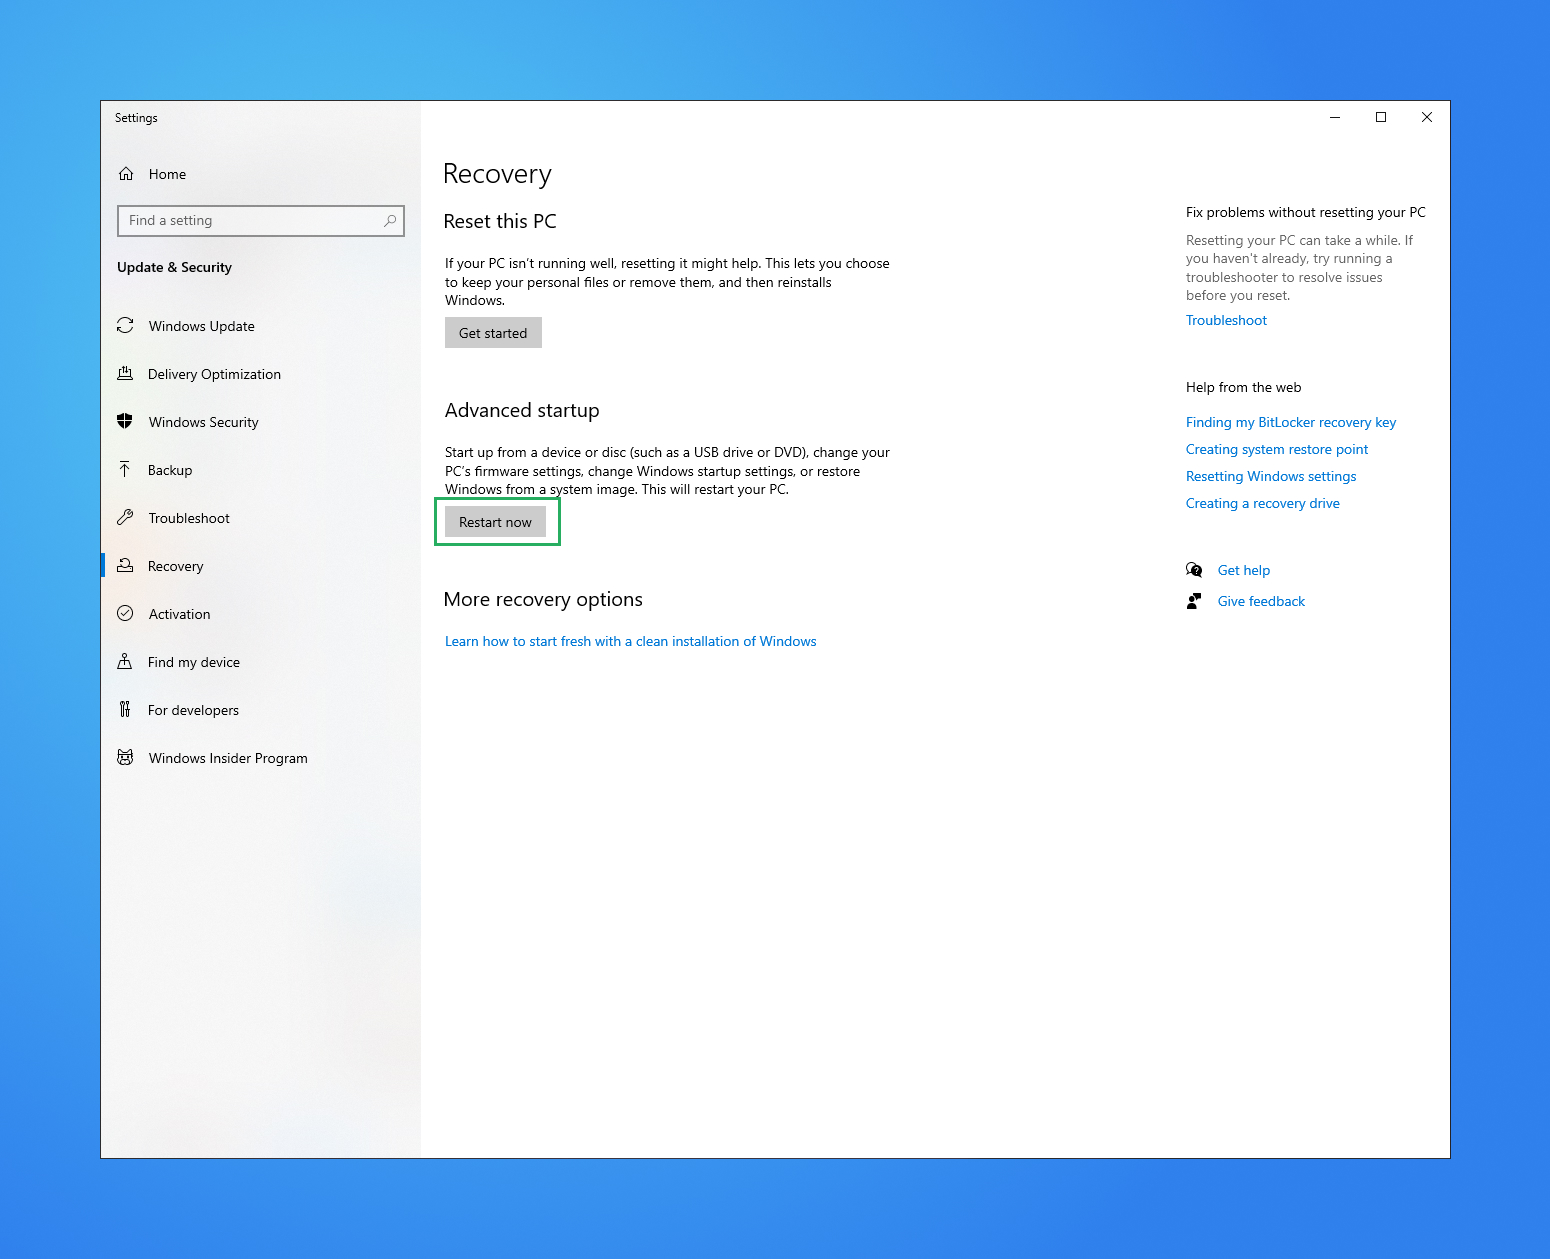 Settings
Home
Find a setting
Update & Security
Windows Update
Delivery Optimization
Windows Security
Backup
Troubleshoot
Recovery
Activation
Find my device
For developers
Windows Insider Program
Recovery
Reset this PC
If your PC isn't running well, resetting it might help. This lets you choose
to keep your personal files or remove them, and then reinstalls
Windows.
Get started
Advanced startup
Start up from a device or disc (such as a USB drive or DVD), change your
PC's firmware settings, change Windows startup settings, or restore
Windows from a system image. This will restart your PC.
Restart now
More recovery options
Learn how to start fresh with a clean installation of Windows
Fix problems without resetting your PC
Resetting your PC can take a while. If
you haven't already, try running a
troubleshooter to resolve issues
before you reset.
Troubleshoot
Help from the web
Finding my BitLocker recovery key
Creating system restore point
Resetting Windows settings
Creating a recovery drive
Get help
Give feedback